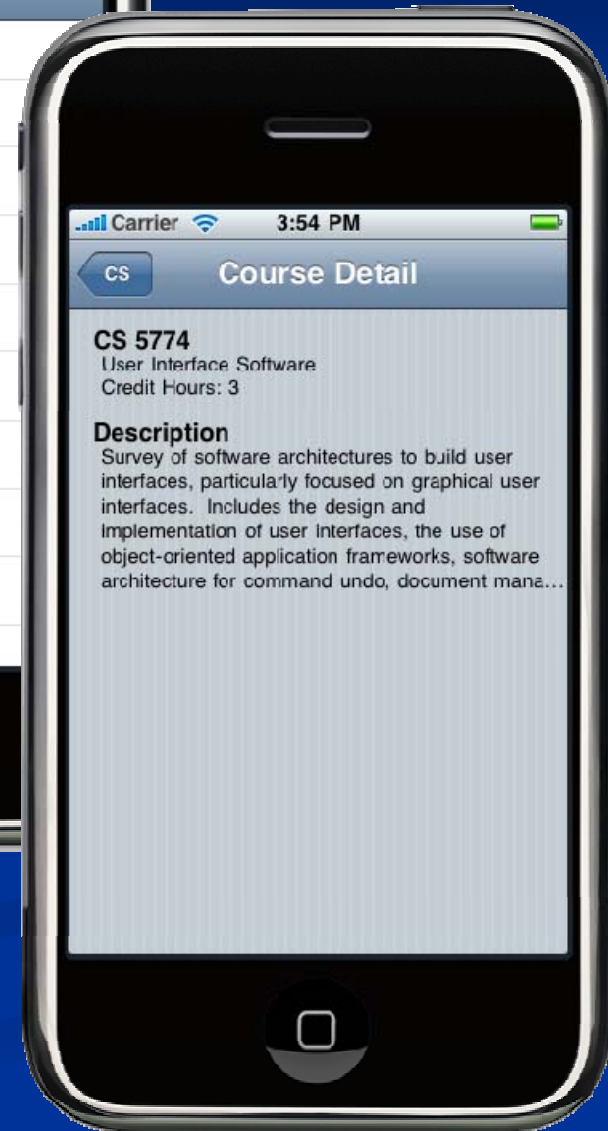 Carrier 3:54 PM
CS Course Detail
CS 5774
User Interface Software
Credit Hours: 3
Description
Survey of software architectures to build user
interfaces, particularly focused on graphical user
interfaces. Includes the design and
implementation of user interfaces, the use of
object-oriented application frameworks, software
architecture for command undo, document mana...